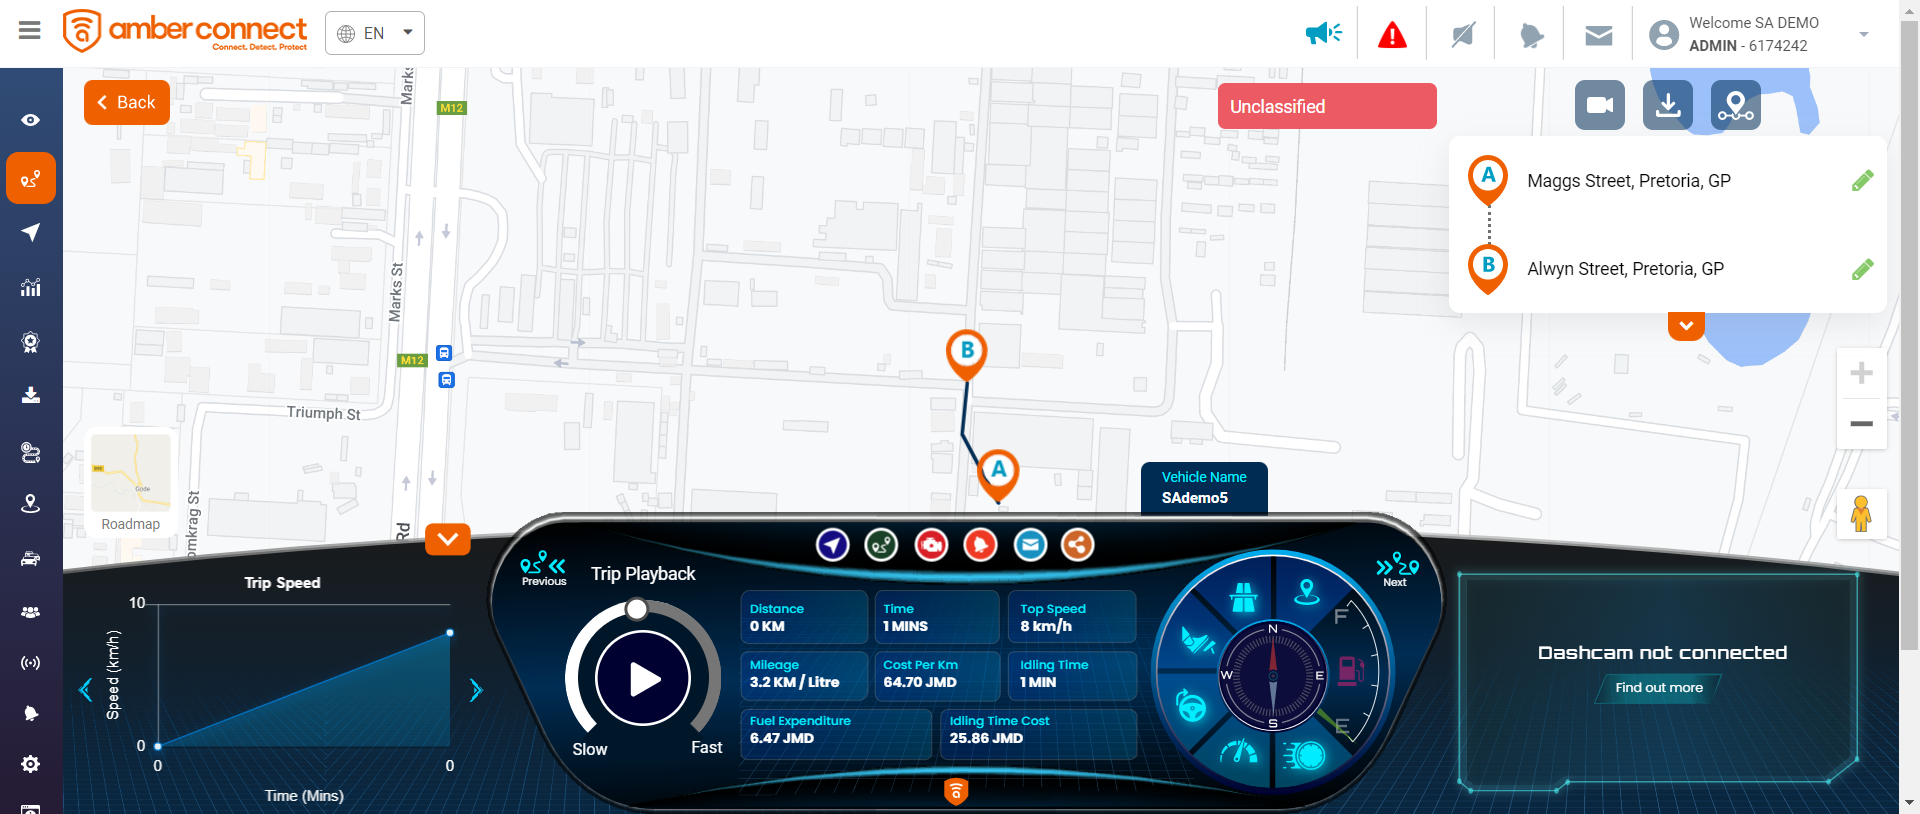 amber connect
Connect. Detect. Protect
EN
Welcome SA DEMO
ADMIN - 6174242
Back
Unclassified
A
Maggs Street, Pretoria, GP
B
Alwyn Street, Pretoria, GP
Marks
M12
Marks St
M12
Triumph St
B
A
Roadmap
omkrag St
Rd
Vehicle Name
SAdemo5
Trip Speed
10
Speed (km/h)
0
0
0
Time (Mins)
Previous
Trip Playback
Slow
Fast
Distance
0 KM
Time
1 MINS
Top Speed
8 km/h
Mileage
3.2 KM / Litre
Cost Per Km
64.70 JMD
Idling Time
1 MIN
Fuel Expenditure
6.47 JMD
Idling Time Cost
25.86 JMD
Next
N
W
E
S
F
E
Dashcam not connected
Find out more